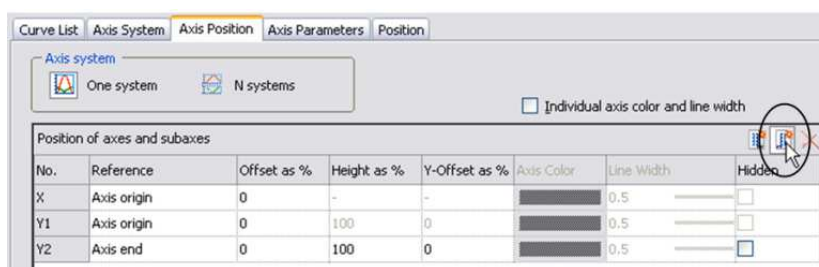 Curve List Axis System Axis Position Axis Parameters Position
Axis system
One system N systems
Individual axis color and line width
Position of axes and subaxes
No. Reference Offset as % Height as % Y-Offset as % Axis Color Line Width Hidden
X Axis origin 0 - - 0.5
Y1 Axis origin 0 100 0 0.5
Y2 Axis end 0 100 0 0.5